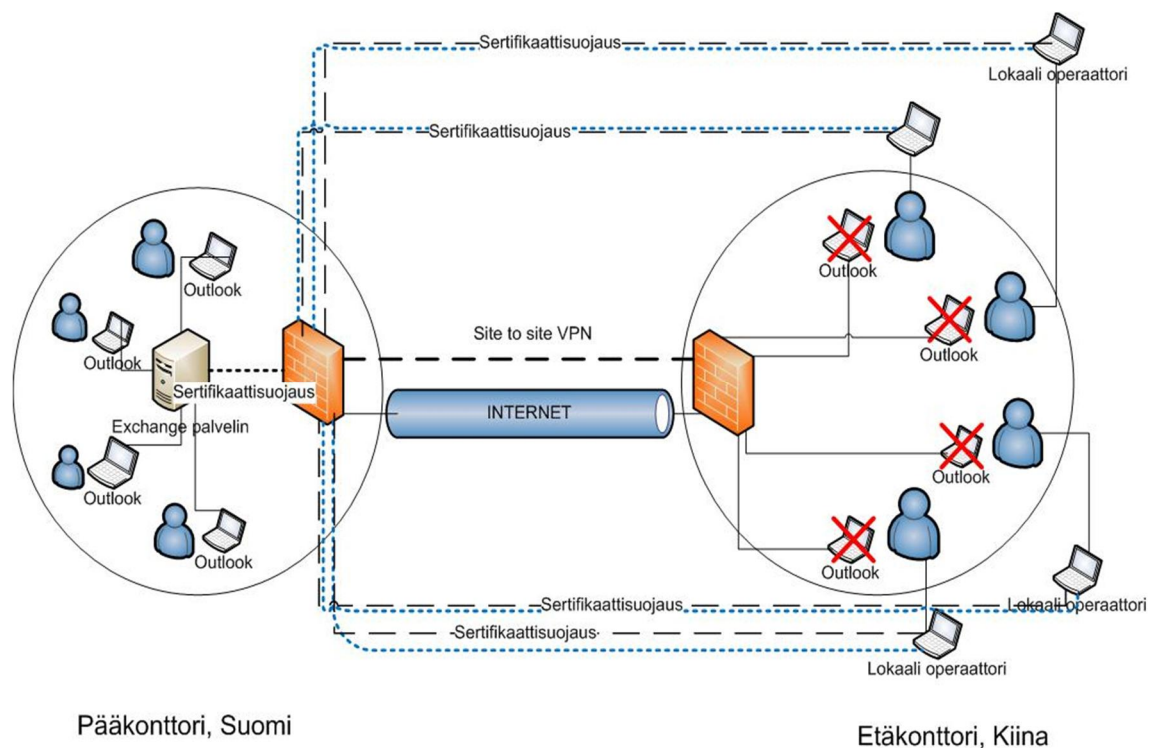 Sertifikaattisuojaus
Lokaali operaattori
Sertifikaattisuojaus
Outlook
Outlook
Outlook
Outlook
Site to site VPN
Sertifikaattisuojaus
INTERNET
Exchange palvelin
Outlook
Outlook
Outlook
Outlook
Sertifikaattisuojaus
Lokaali operaattori
Sertifikaattisuojaus
Lokaali operaattori
Pääkonttori, Suomi
Etäkonttori, Kiina